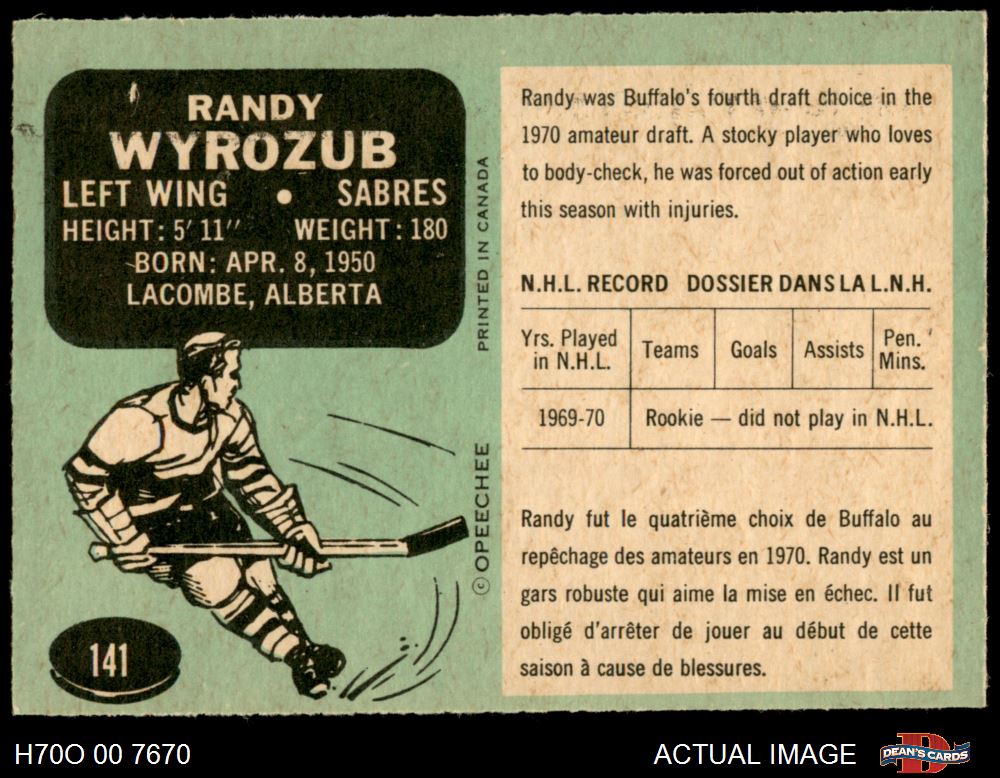 RANDY
WYROZUB
LEFT WING • SABRES
HEIGHT: 5' 11" WEIGHT: 180
BORN: APR. 8, 1950
LACOMBE, ALBERTA
141
© OPEECHEE PRINTED IN CANADA
Randy was Buffalo's fourth draft choice in the
1970 amateur draft. A stocky player who loves
to body-check, he was forced out of action early
this season with injuries.
N.H.L. RECORD DOSSIER DANS LA L.N.H.
Yrs. Played
in N.H.L.
Teams
Goals
Assists
Pen.
Mins.
1969-70 Rookie — did not play in N.H.L.
Randy fut le quatrième choix de Buffalo au
repêchage des amateurs en 1970. Randy est un
gars robuste qui aime la mise en échec. Il fut
obligé d'arrêter de jouer au début de cette
saison à cause de blessures.
H70O 00 7670
ACTUAL IMAGE
DEAN'S CARDS